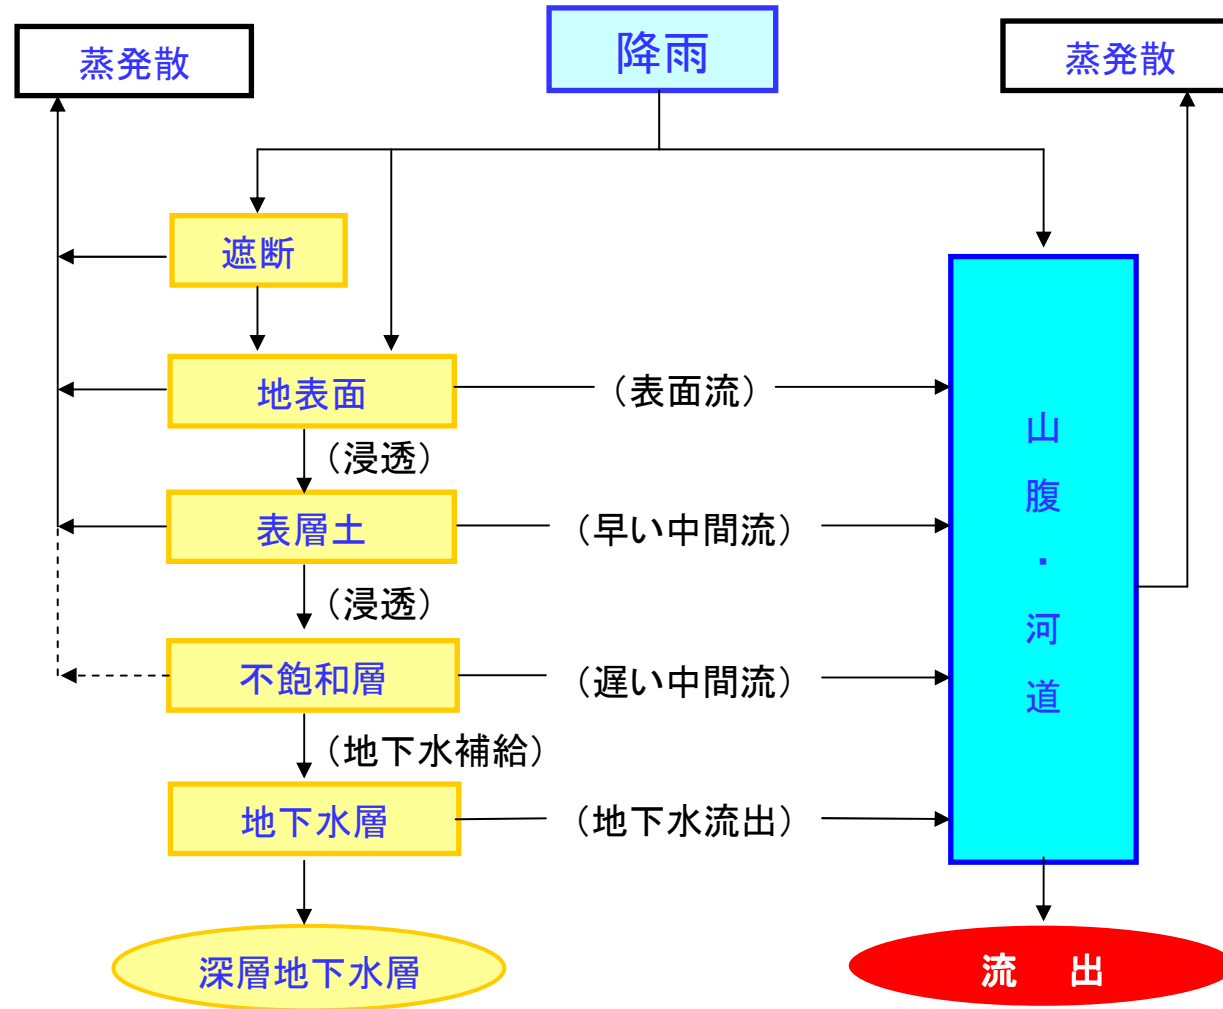 蒸発散
降雨
蒸発散
遮断
地表面
（表面流）
（浸透）
表層土
（早い中間流）
（浸透）
不飽和層
（遅い中間流）
（地下水補給）
地下水層
（地下水流出）
山腹・河道
深層地下水層
流 出